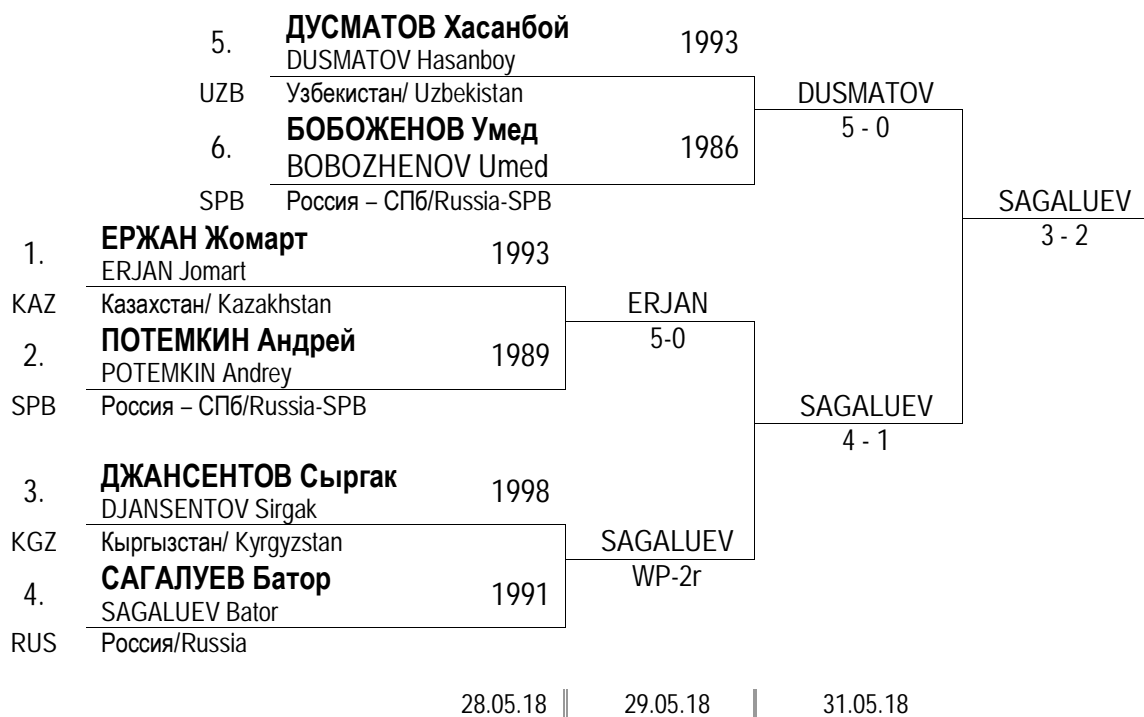 5. ДУСМАТОВ Хасанбой 1993
DUSMATOV Hasanboy
UZB Узбекистан/ Uzbekistan DUSMATOV
5 - 0
6. БОБОЖЕНОВ Умед 1986
BOBOZHENOV Umed
SPB Россия – СПб/Russia-SPB SAGALUEV
3 - 2
1. ЕРЖАН Жомарт 1993
ERJAN Jomart
KAZ Казахстан/ Kazakhstan ERJAN
5-0
2. ПОТЕМКИН Андрей 1989
POTEMKIN Andrey
SPB Россия – СПб/Russia-SPB SAGALUEV
4 - 1
3. ДЖАНСЕНТОВ Сыргак 1998
DJANSENTOV Sirgak
KGZ Кыргызстан/ Kyrgyzstan SAGALUEV
WP-2r
4. САГАЛУЕВ Батор 1991
SAGALUEV Bator
RUS Россия/Russia
28.05.18 29.05.18 31.05.18